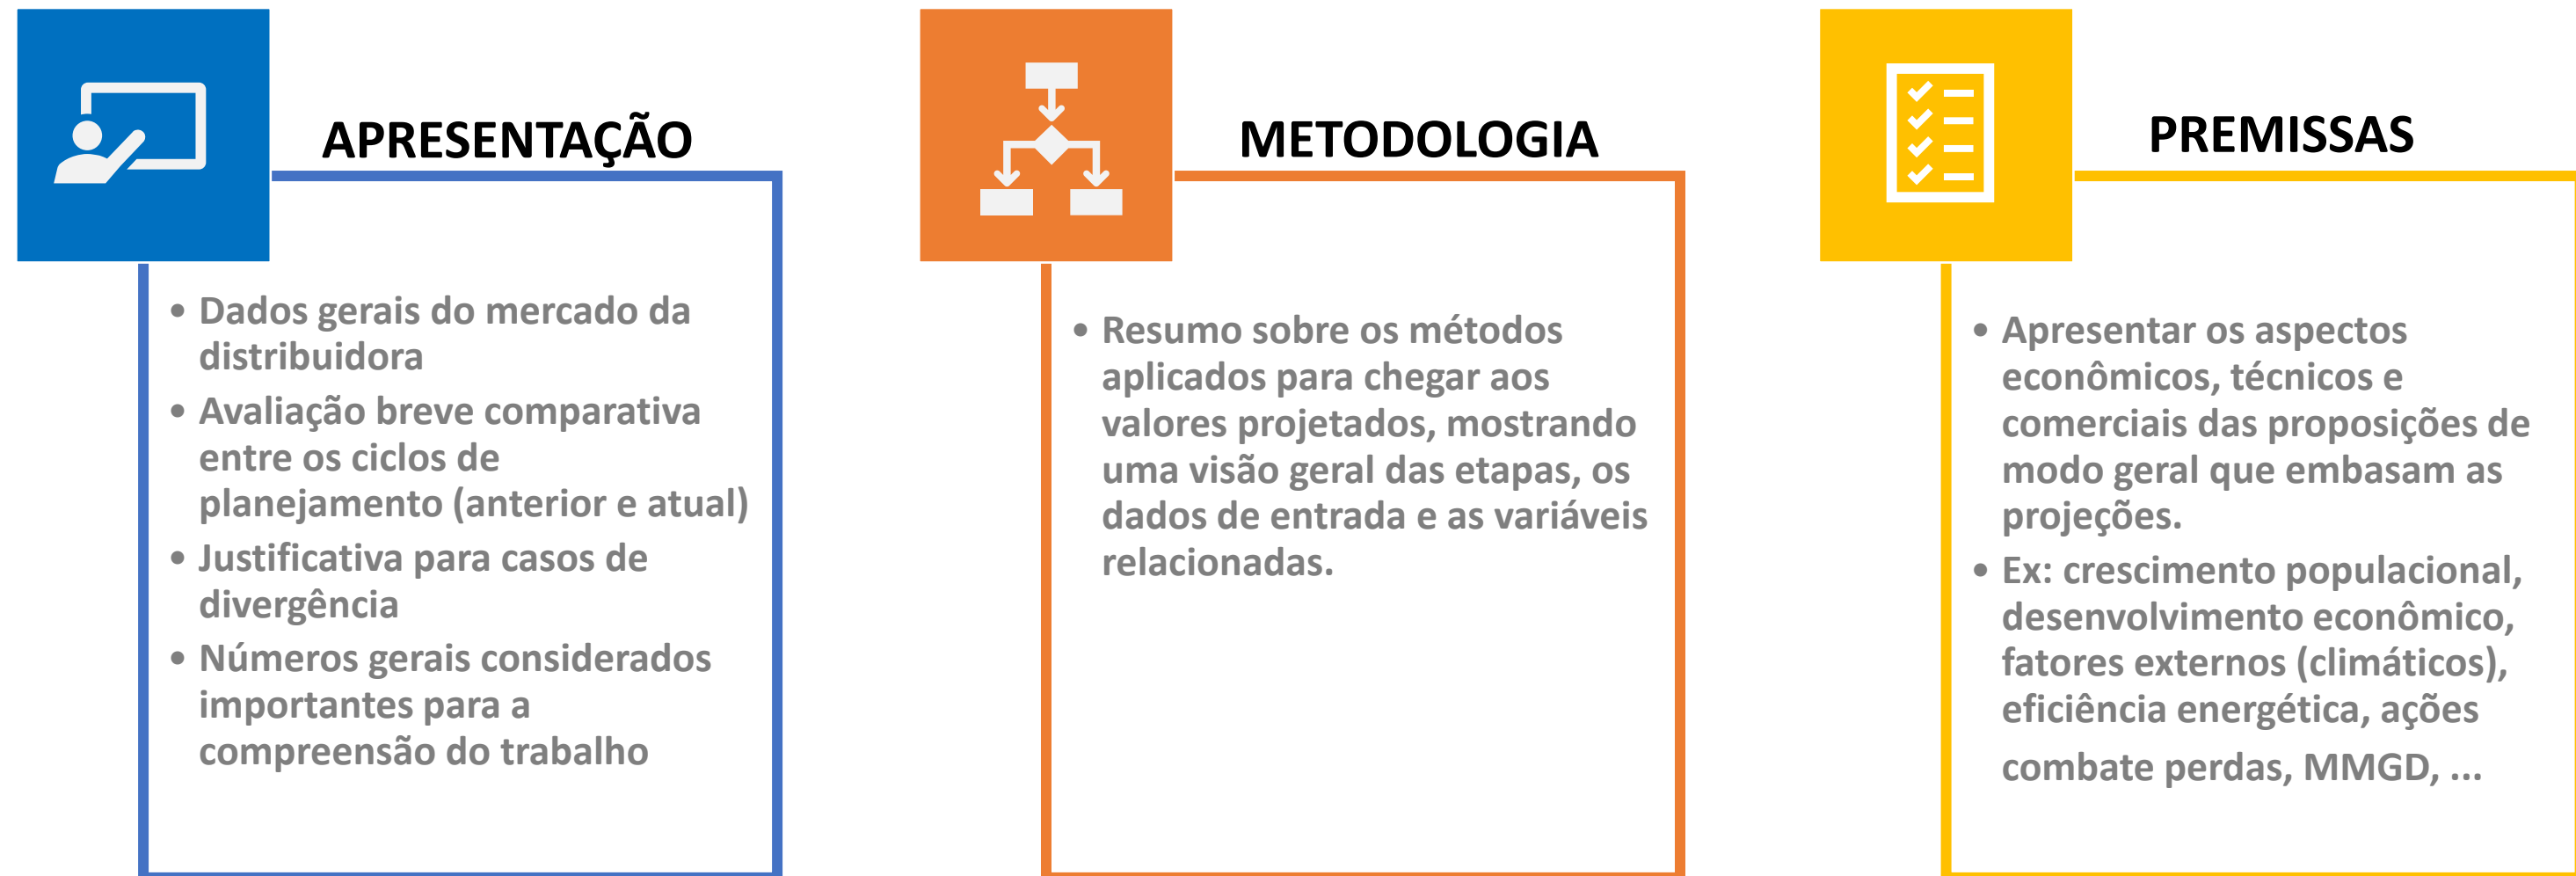 APRESENTAÇÃO
• Dados gerais do mercado da
distribuidora
• Avaliação breve comparativa
entre os ciclos de
planejamento (anterior e atual)
• Justificativa para casos de
divergência
• Números gerais considerados
importantes para a
compreensão do trabalho
METODOLOGIA
• Resumo sobre os métodos
aplicados para chegar aos
valores projetados, mostrando
uma visão geral das etapas, os
dados de entrada e as variáveis
relacionadas.
PREMISSAS
• Apresentar os aspectos
econômicos, técnicos e
comerciais das proposições de
modo geral que embasam as
projeções.
• Ex: crescimento populacional,
desenvolvimento econômico,
fatores externos (climáticos),
eficiência energética, ações
combate perdas, MMGD, ...